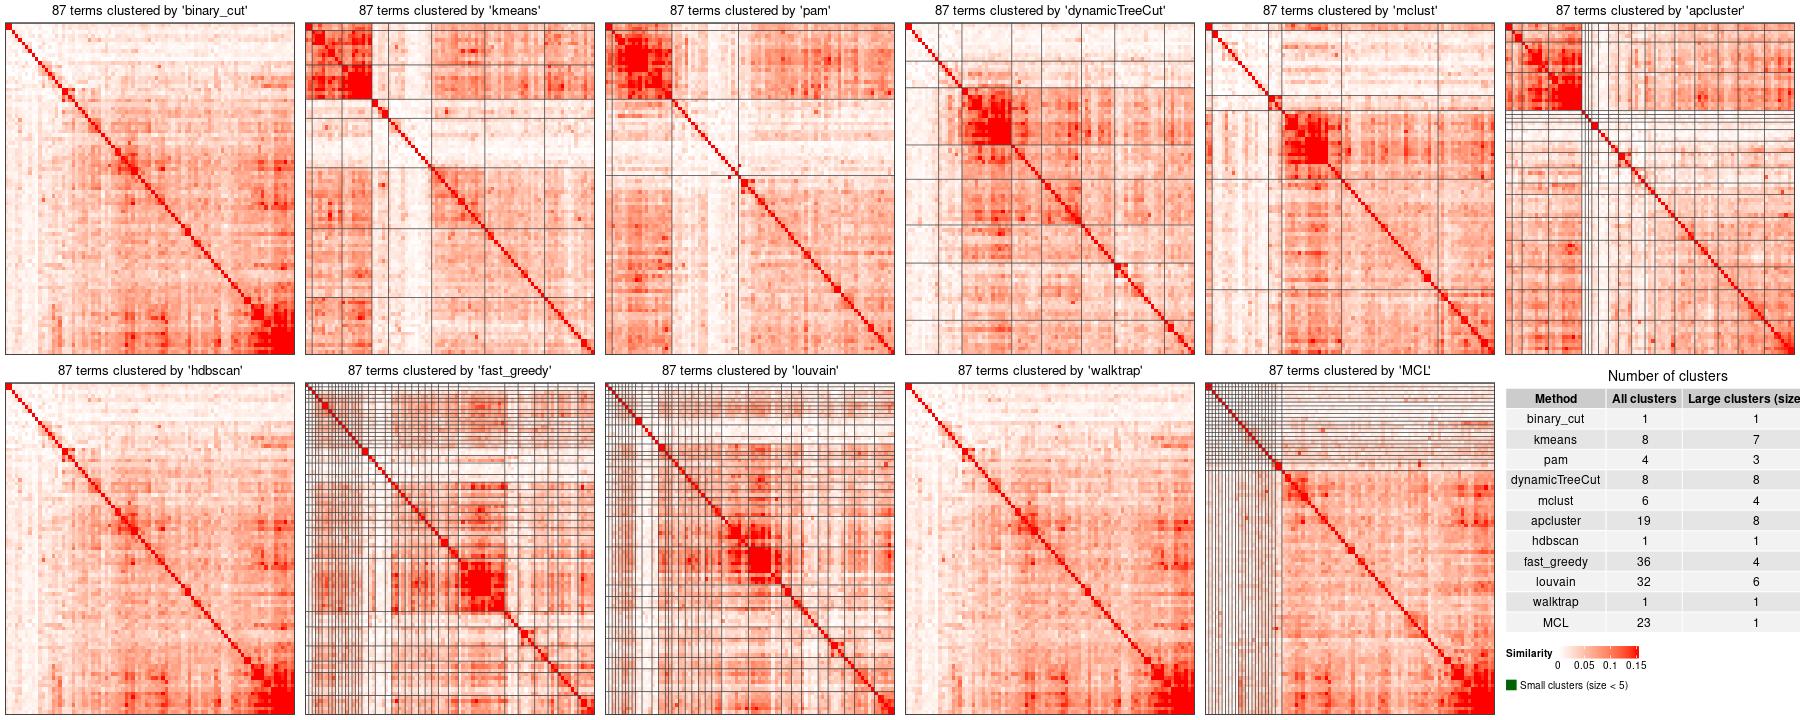 87 terms clustered by 'binary_cut'
87 terms clustered by 'kmeans'
87 terms clustered by 'pam'
87 terms clustered by 'dynamicTreeCut'
87 terms clustered by 'mclust'
87 terms clustered by 'apcluster'
87 terms clustered by 'hdbscan'
87 terms clustered by 'fast_greedy'
87 terms clustered by 'louvain'
87 terms clustered by 'walktrap'
87 terms clustered by 'MCL'
Number of clusters
Method All clusters Large clusters (size
binary_cut 1 1
kmeans 8 7
pam 4 3
dynamicTreeCut 8 8
mclust 6 4
apcluster 19 8
hdbscan 1 1
fast_greedy 36 4
louvain 32 6
walktrap 1 1
MCL 23 1
Similarity
0 0.05 0.1 0.15
Small clusters (size < 5)